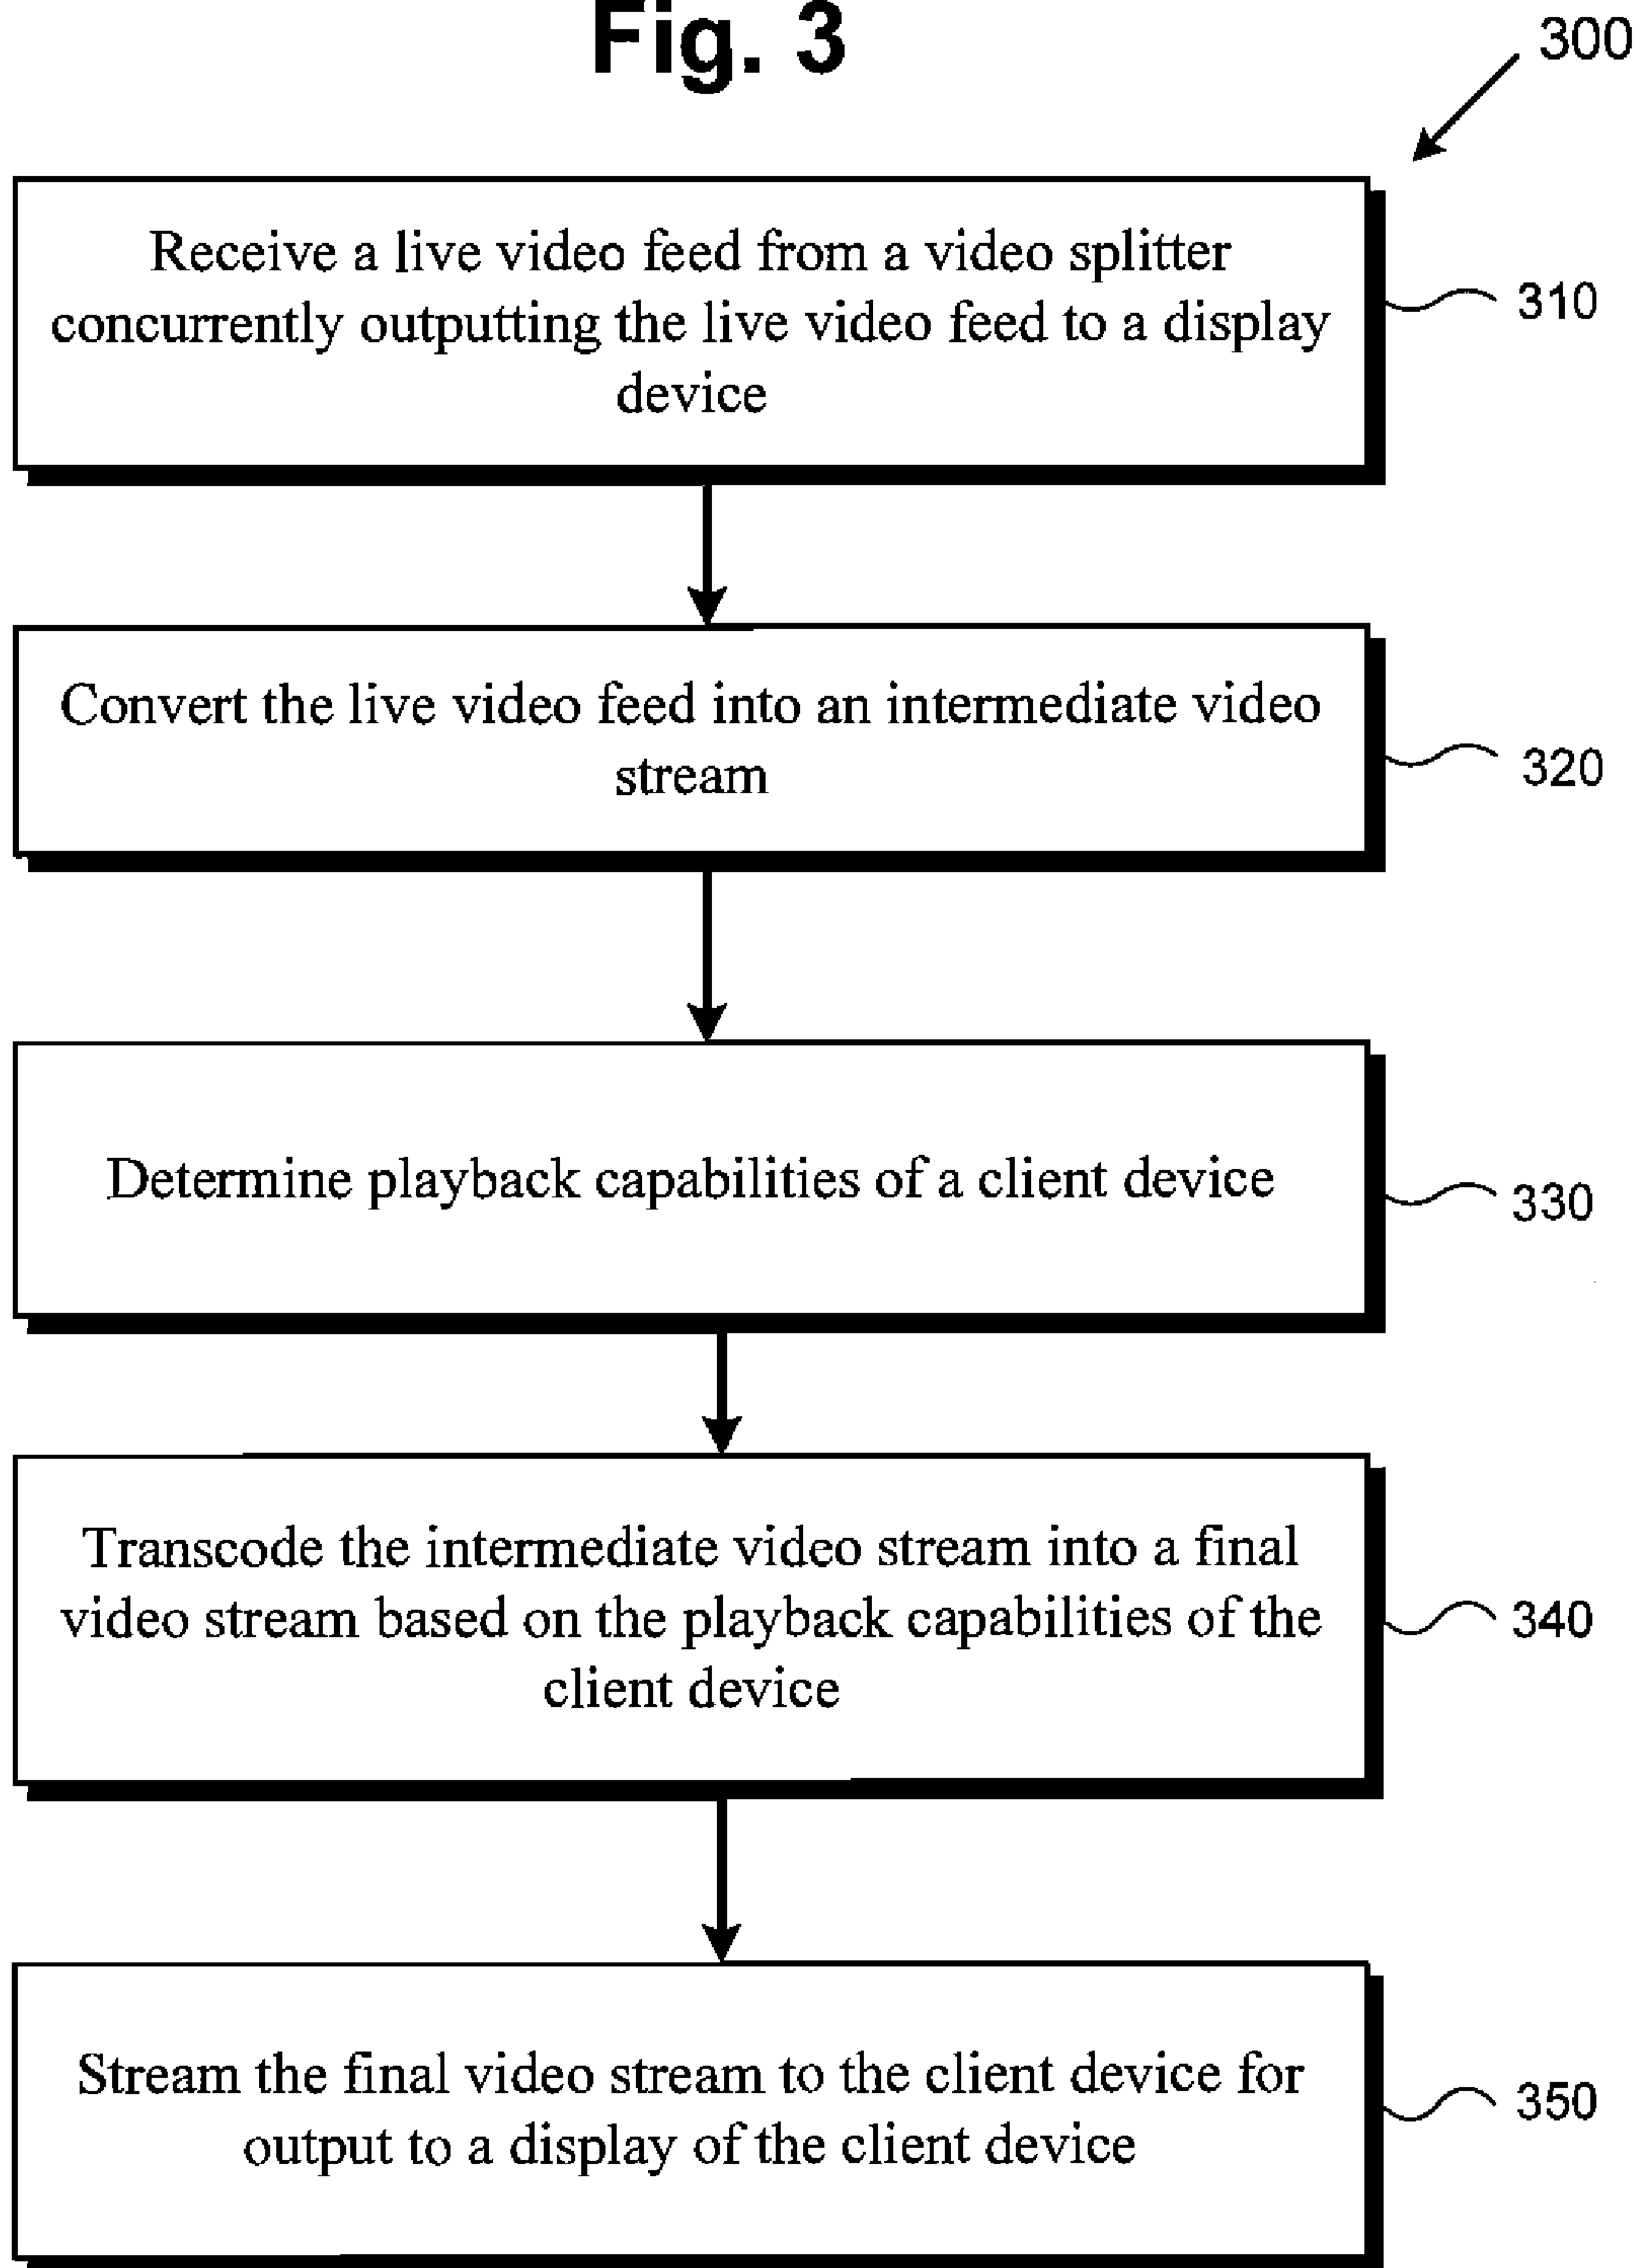 Fig. 3
300
Receive a live video feed from a video splitter
concurrently outputting the live video feed to a display
device
310
Convert the live video feed into an intermediate video
stream
320
Determine playback capabilities of a client device
330
Transcode the intermediate video stream into a final
video stream based on the playback capabilities of the
client device
340
Stream the final video stream to the client device for
output to a display of the client device
350